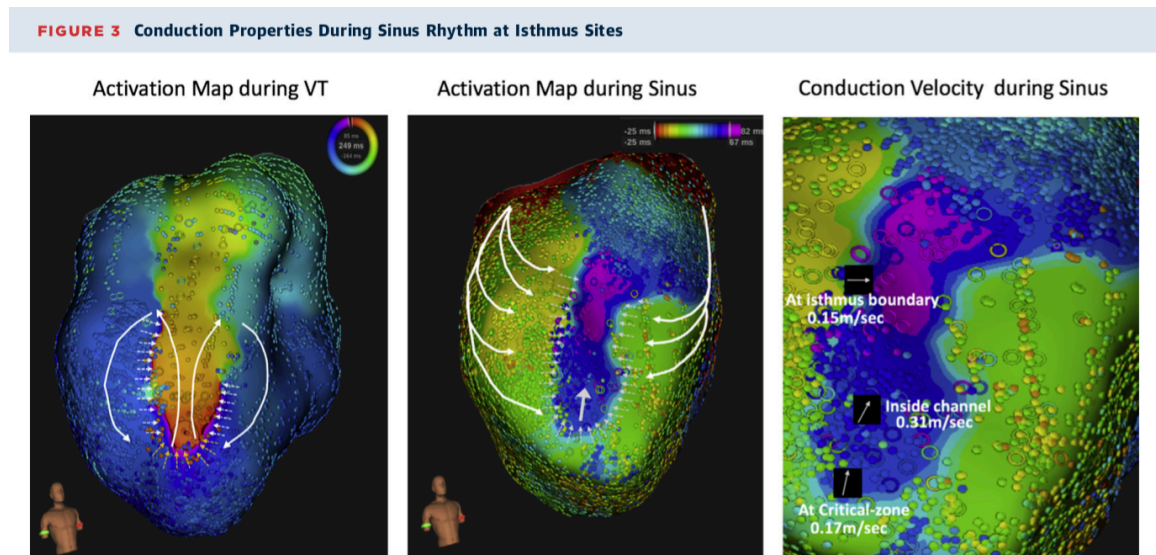 FIGURE 3 Conduction Properties During Sinus Rhythm at Isthmus Sites
Activation Map during VT
Activation Map during Sinus
Conduction Velocity during Sinus
249 ms
-25 ms
82 ms
-25 ms
67 ms
At isthmus boundary
0.15m/sec
Inside channel
0.31m/sec
At Critical-zone
0.17m/sec